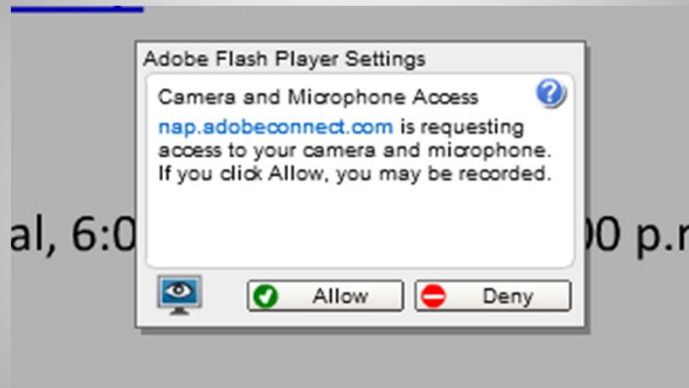 Adobe Flash Player Settings
Camera and Microphone Access
nap.adobeconnect.com is requesting
access to your camera and microphone.
If you click Allow, you may be recorded.
al, 6:0 00 p.r
Allow Deny